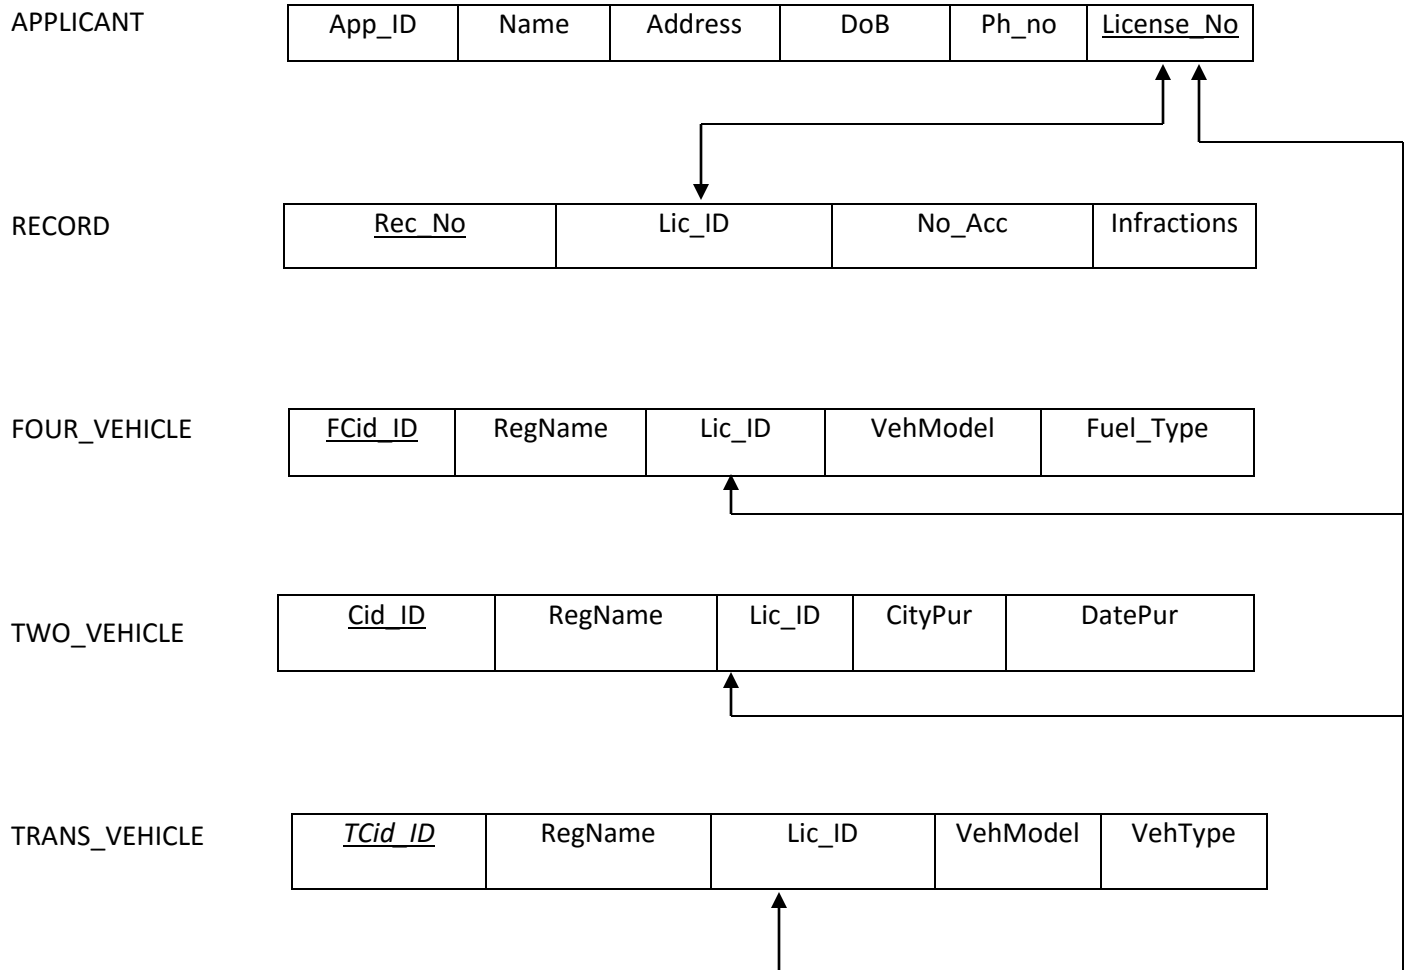 APPLICANT App_ID Name Address DoB Ph_no License_No
RECORD Rec_No Lic_ID No_Acc Infractions
FOUR_VEHICLE FCid_ID RegName Lic_ID VehModel Fuel_Type
TWO_VEHICLE Cid_ID RegName Lic_ID CityPur DatePur
TRANS_VEHICLE TCid_ID RegName Lic_ID VehModel VehType